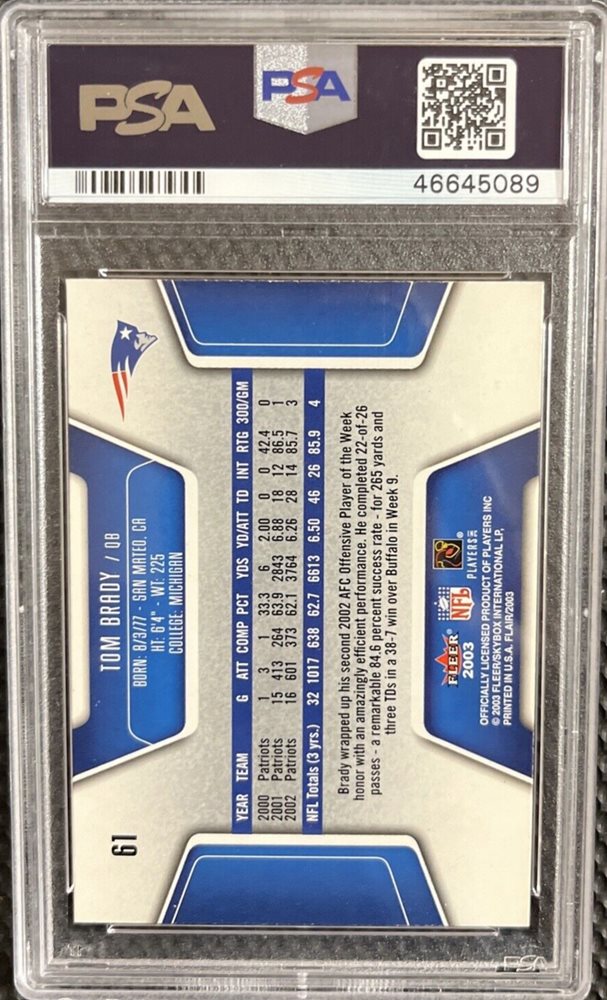 PSA
PSA
46645089
61
TOM BRADY / QB
BORN: 8/3/77 - SAN MATEO, CA
HT: 6'4" - WT: 225
COLLEGE: MICHIGAN
YEAR TEAM G ATT COMP PCT YDS YD/ATT TD INT RTG 300/GM
2000 Patriots 1 3 1 33.3 6 2.00 0 0 42.4 0
2001 Patriots 15 413 264 63.9 2843 6.88 18 12 86.5 1
2002 Patriots 16 601 373 62.1 3764 6.26 28 14 85.7 3
NFL Totals (3 yrs.) 32 1017 638 62.7 6613 6.50 46 26 85.9 4
Brady wrapped up his second 2002 AFC Offensive Player of the Week
honor with an amazingly efficient performance. He completed 22-of-26
passes - a remarkable 84.6 percent success rate - for 265 yards and
three TDs in a 38-7 win over Buffalo in Week 9.
FLEER
2003
NFL
PLAYERS INC
OFFICIALLY LICENSED PRODUCT OF PLAYERS INC
© 2003 FLEER/SKYBOX INTERNATIONAL LP,
PRINTED IN U.S.A. FLAIR/2003
PSA